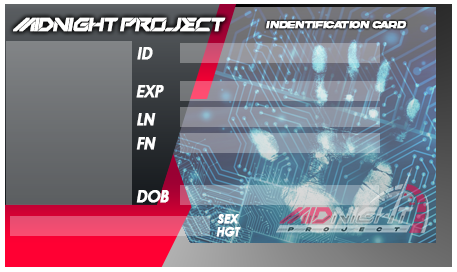 MIDNIGHT PROJECT
INDENTIFICATION CARD
ID
EXP
LN
FN
DOB
SEX
HGT
MIDNIGHT
PROJECT